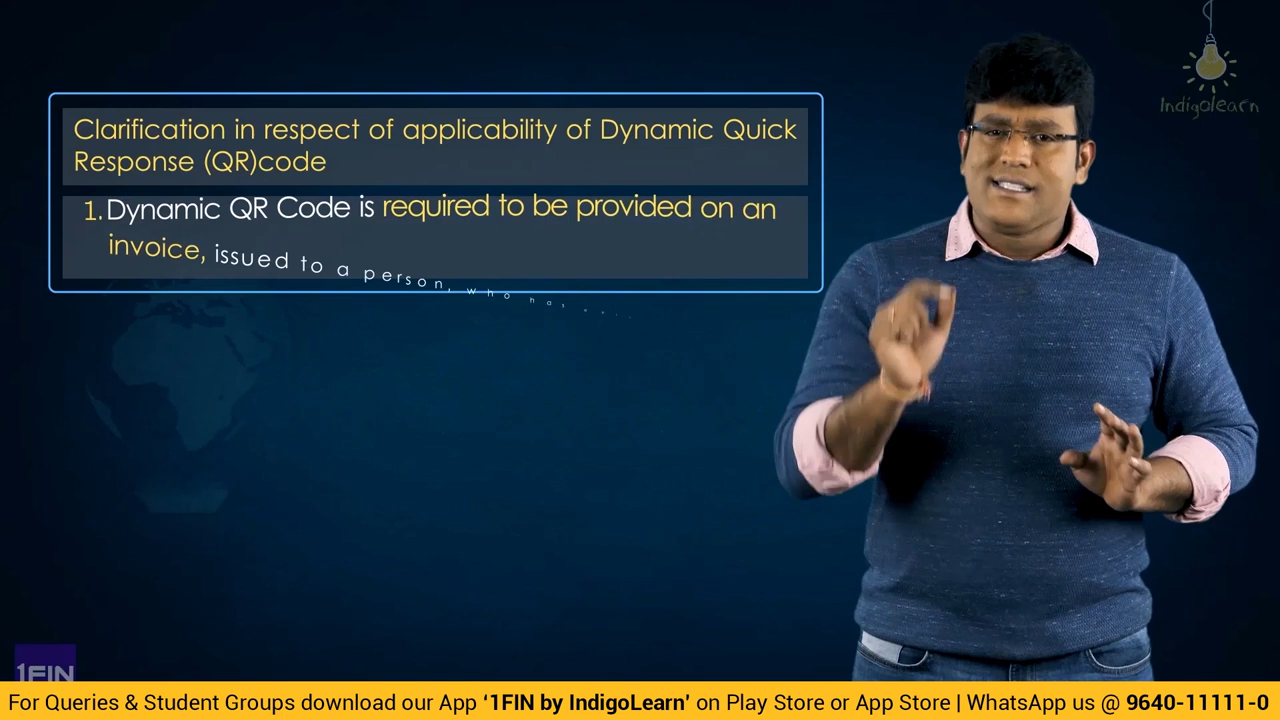 Indigolearn
Clarification in respect of applicability of Dynamic Quick
Response (QR)code
1. Dynamic QR Code is required to be provided on an
invoice, issued to a person, who has
1FIN
For Queries & Student Groups download our App ‘1FIN by IndigoLearn’ on Play Store or App Store | WhatsApp us @ 9640-11111-0